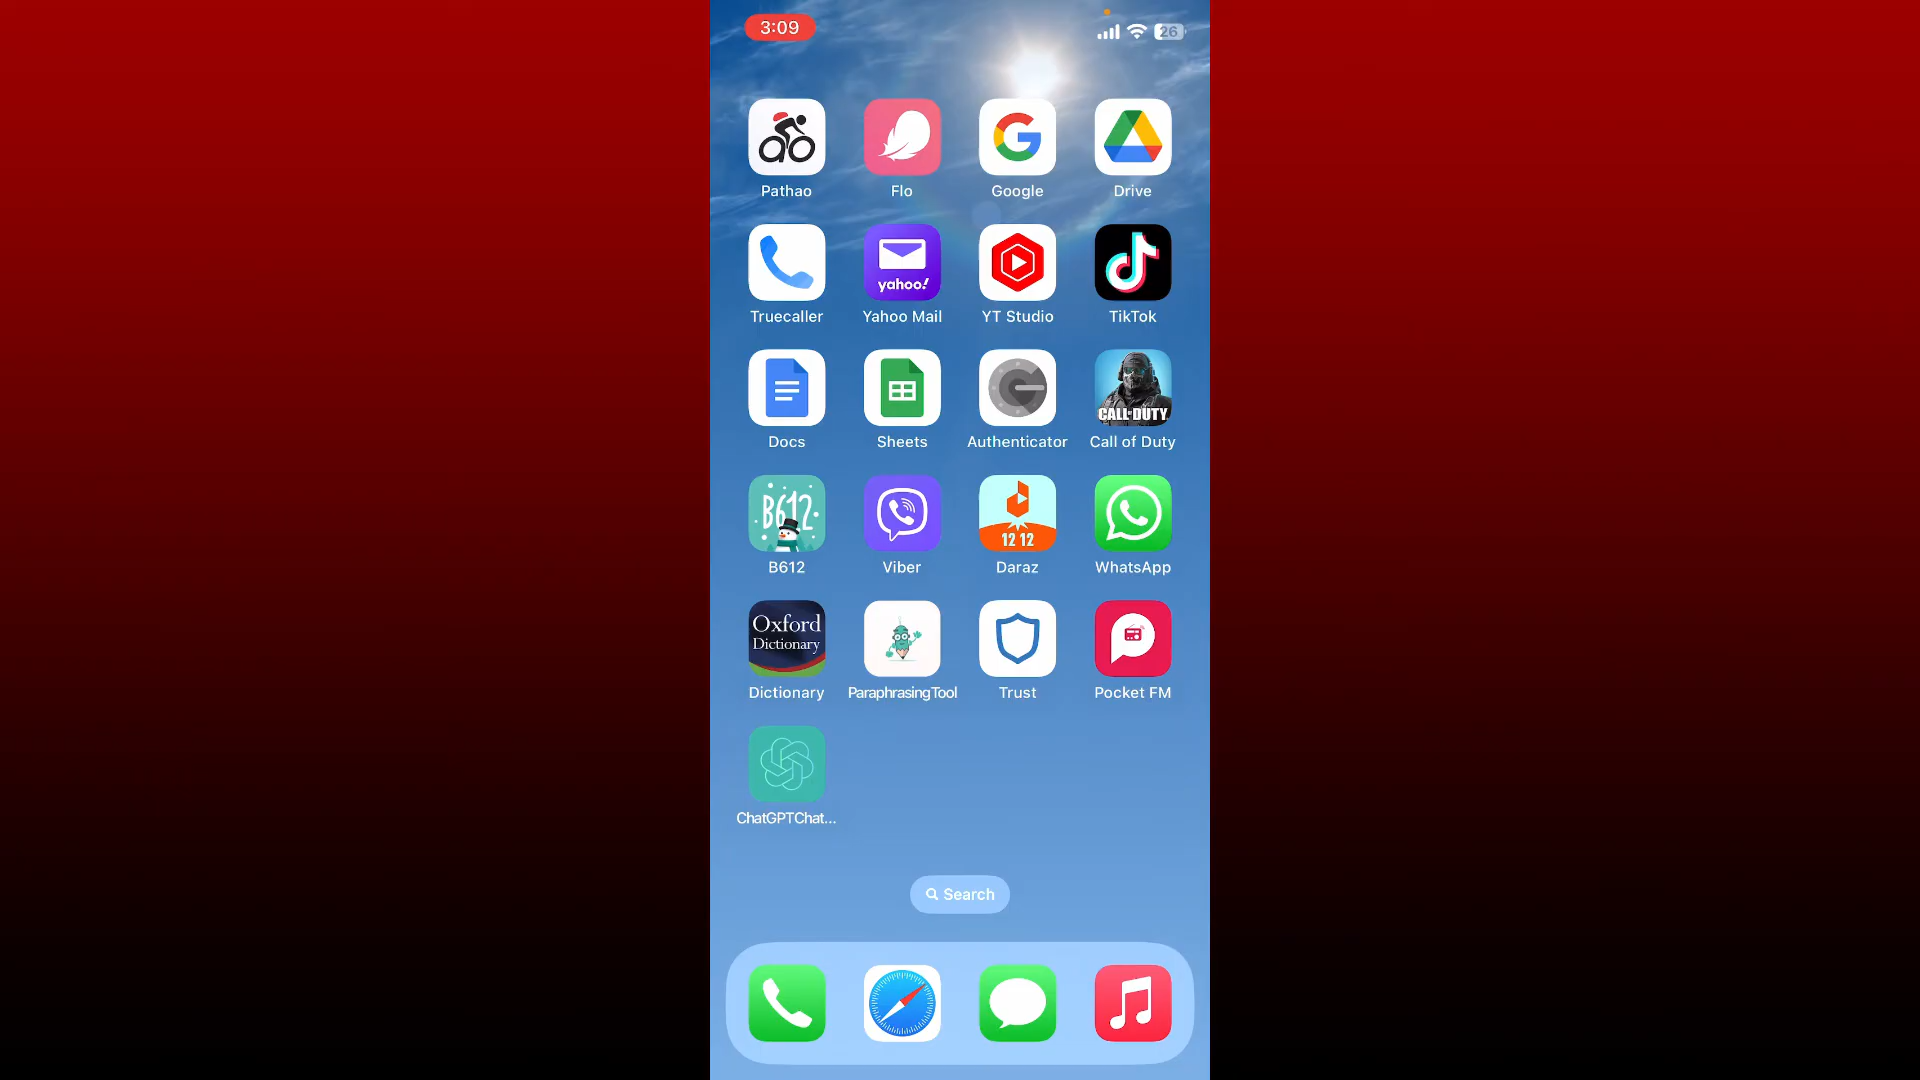 3:09
26
Pathao
Flo
Google
Drive
yahoo!
Truecaller
Yahoo Mail
YT Studio
TikTok
CALL OF DUTY
Docs
Sheets
Authenticator
Call of Duty
B612
12 12
B612
Viber
Daraz
WhatsApp
Oxford
Dictionary
Dictionary
ParaphrasingTool
Trust
Pocket FM
ChatGPTChat...
Search